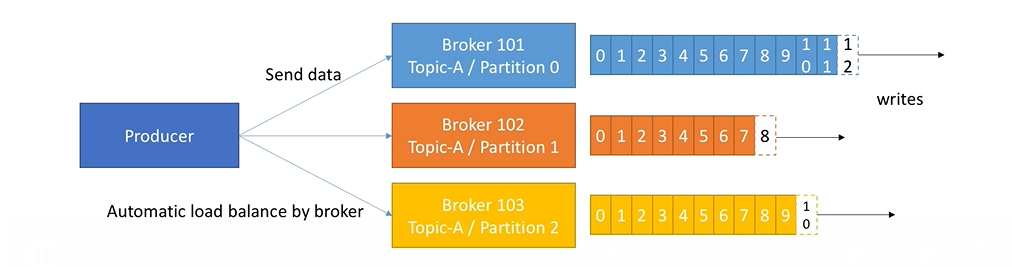 Producer
Send data
Automatic load balance by broker
Broker 101
Topic-A / Partition 0
0 1 2 3 4 5 6 7 8 9 10 11 12
writes
Broker 102
Topic-A / Partition 1
0 1 2 3 4 5 6 7 8
Broker 103
Topic-A / Partition 2
0 1 2 3 4 5 6 7 8 9 10